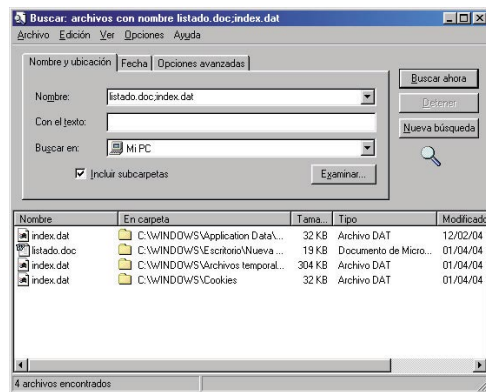 Buscar: archivos con nombre listado.doc;index.dat
Archivo Edición Ver Opciones Ayuda
Nombre y ubicación Fecha Opciones avanzadas
Nombre: listado.doc;index.dat
Con el texto:
Buscar en: Mi PC
Incluir subcarpetas Examinar...
Buscar ahora
Detener
Nueva búsqueda
Nombre En carpeta Tama... Tipo Modificado
index.dat C:\WINDOWS\Application Data\... 32 KB Archivo DAT 12/02/04
listado.doc C:\WINDOWS\Escritorio\Nueva ... 19 KB Documento de Micro... 01/04/04
index.dat C:\WINDOWS\Archivos temporal... 304 KB Archivo DAT 01/04/04
index.dat C:\WINDOWS\Cookies 32 KB Archivo DAT 01/04/04
4 archivos encontrados